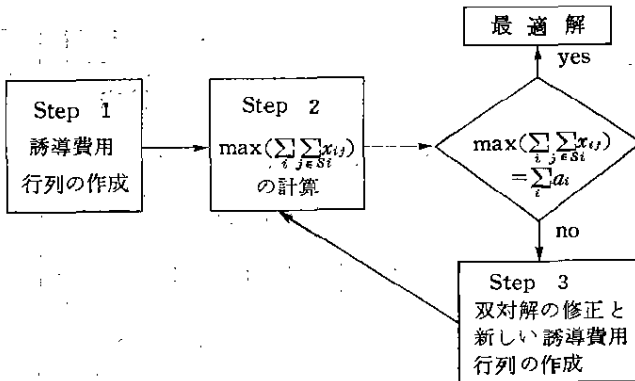 Step 1
誘導費用
行列の作成
Step 2
max(∑i ∑j∈Si xij)
の計算
最適解
yes
max(∑i ∑j∈Si xij)
=∑i ai
no
Step 3
双対解の修正と
新しい誘導費用
行列の作成